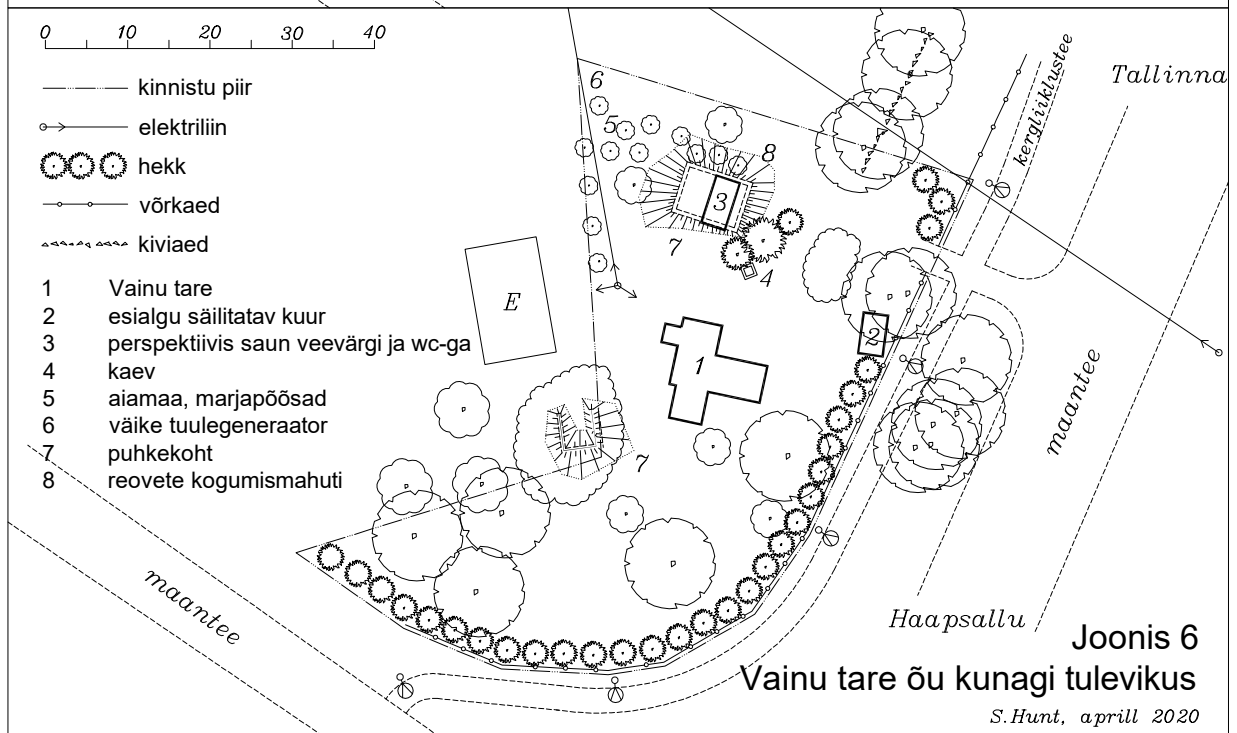 0 10 20 30 40
kinnistu piir
elektriliin
hekk
võrkaed
kiviaed
1 Vainu tare
2 esialgu säilitatav kuur
3 perspektiivis saun veevärgi ja wc-ga
4 kaev
5 aiamaa, marjapõõsad
6 väike tuulegeneraator
7 puhkekoht
8 reovete kogumismahuti
6
5
8
3
7
4
E
1
2
7
kergliiklustee
Tallinna
maantee
maantee
Haapsallu
Joonis 6
Vainu tare õu kunagi tulevikus
S.Hunt, aprill 2020